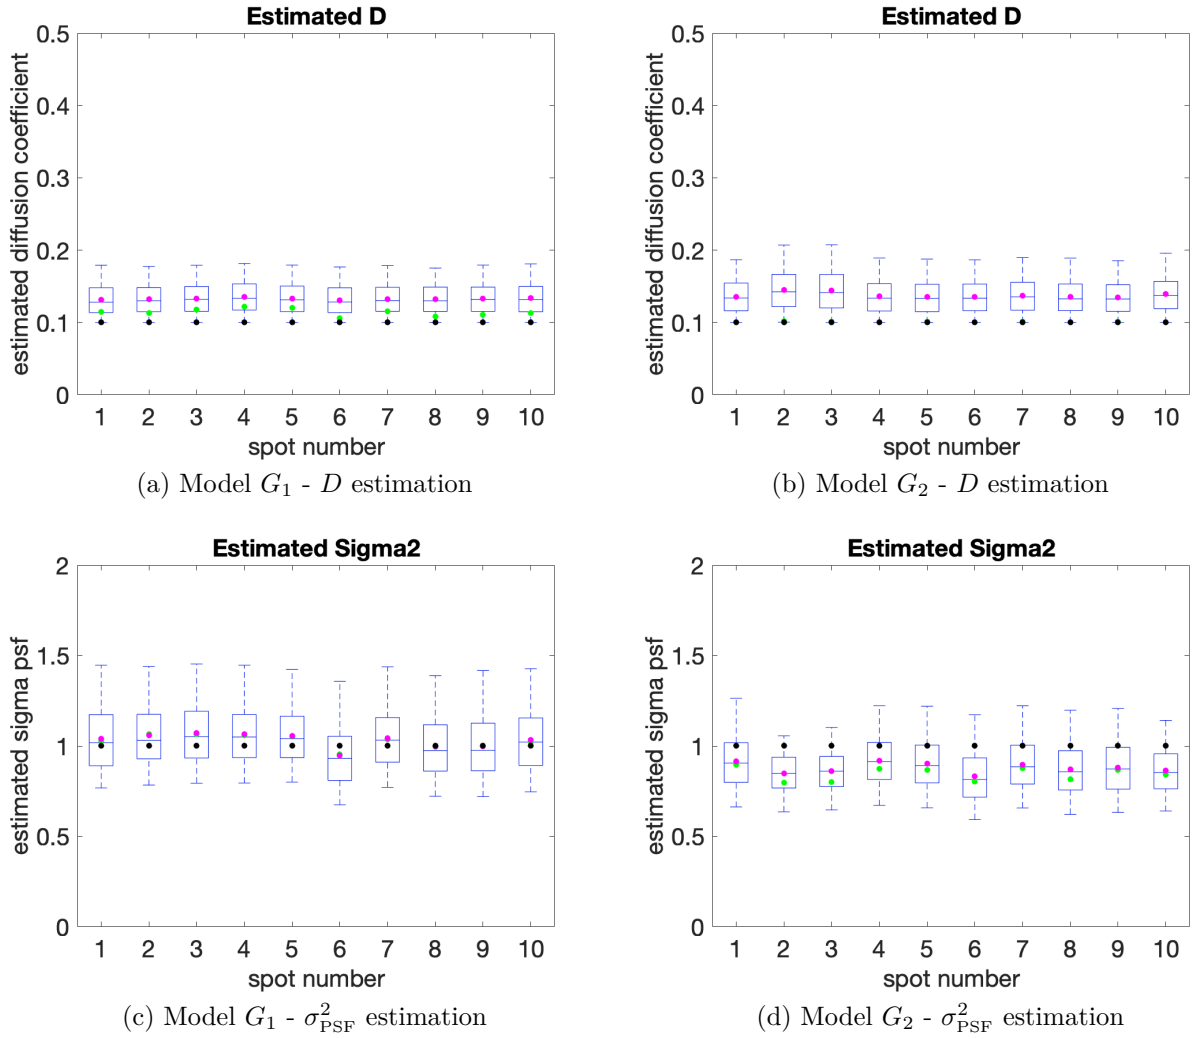 Estimated D
estimated diffusion coefficient
0.5
0.4
0.3
0.2
0.1
0
1 2 3 4 5 6 7 8 9 10
spot number
(a) Model G₁ - D estimation
Estimated D
estimated diffusion coefficient
0.5
0.4
0.3
0.2
0.1
0
1 2 3 4 5 6 7 8 9 10
spot number
(b) Model G₂ - D estimation
Estimated Sigma2
estimated sigma psf
2
1.5
1
0.5
0
1 2 3 4 5 6 7 8 9 10
spot number
(c) Model G₁ - σ²_PSF estimation
Estimated Sigma2
estimated sigma psf
2
1.5
1
0.5
0
1 2 3 4 5 6 7 8 9 10
spot number
(d) Model G₂ - σ²_PSF estimation